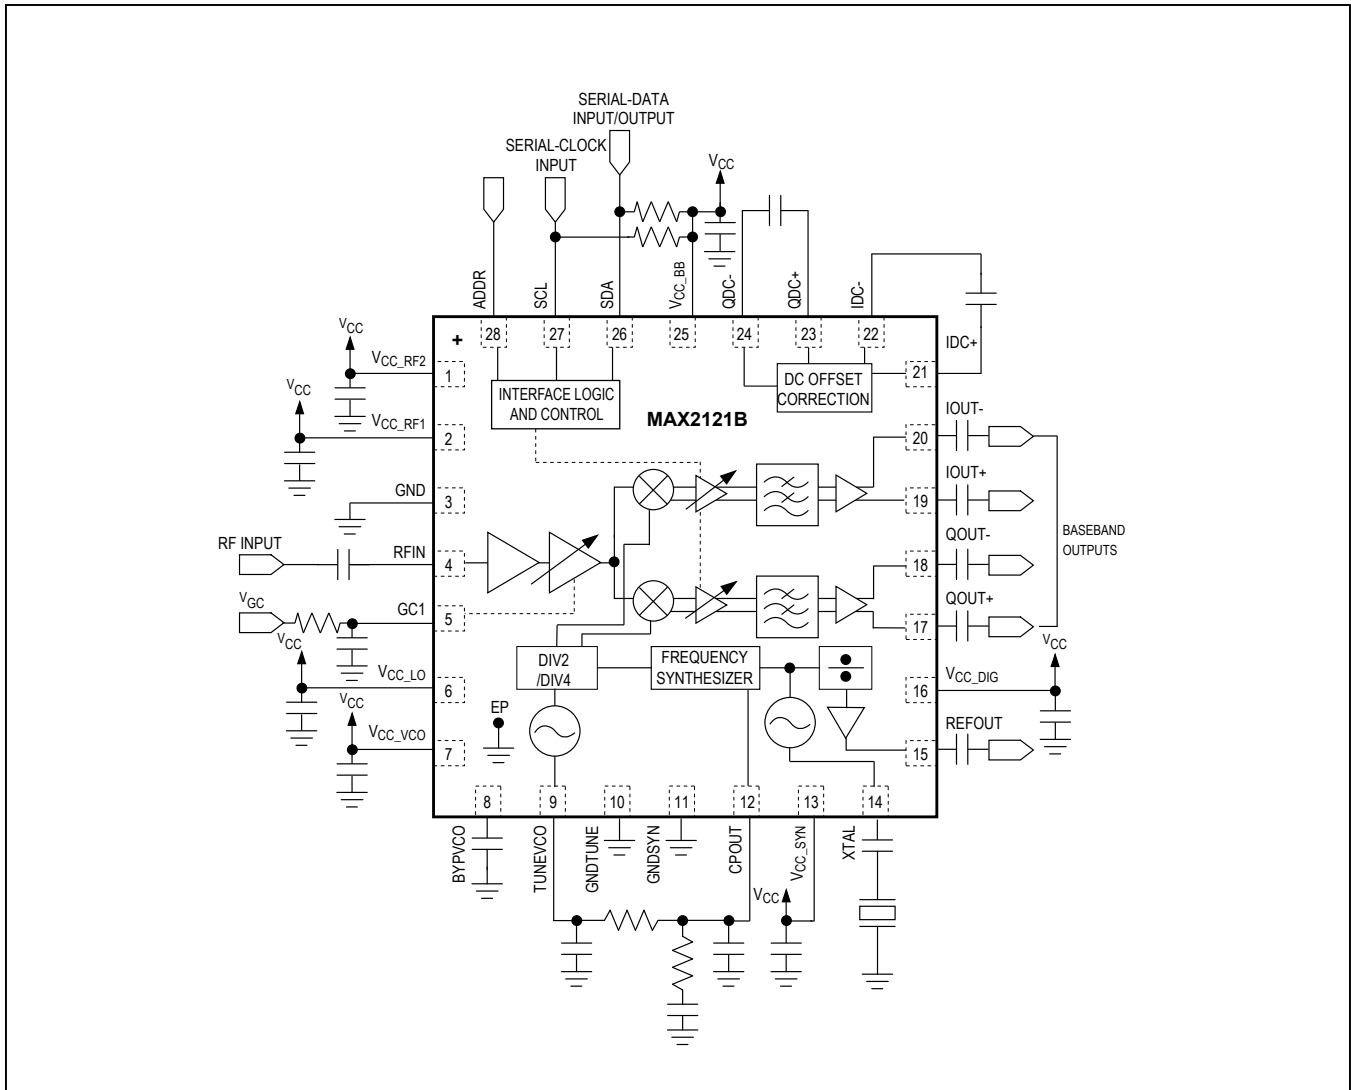 SERIAL-DATA
INPUT/OUTPUT
SERIAL-CLOCK
INPUT
VCC
ADDR
SCL
SDA
VCC_BB
QDC-
QDC+
IDC-
IDC+
+
28
27
26
25
24
23
22
VCC
VCC_RF2
1
21
INTERFACE LOGIC
AND CONTROL
DC OFFSET
CORRECTION
MAX2121B
VCC
VCC_RF1
2
20
IOUT-
GND
3
19
IOUT+
RF INPUT
RFIN
4
18
QOUT-
BASEBAND
OUTPUTS
VGC
GC1
5
17
QOUT+
VCC
VCC_LO
6
DIV2
/DIV4
FREQUENCY
SYNTHESIZER
16
VCC_DIG
VCC
VCC
VCC_VCO
7
EP
15
REFOUT
8
9
10
11
12
13
14
BYPVCO
TUNEVCO
GNDTUNE
GNDSYN
CPOUT
VCC_SYN
XTAL
VCC